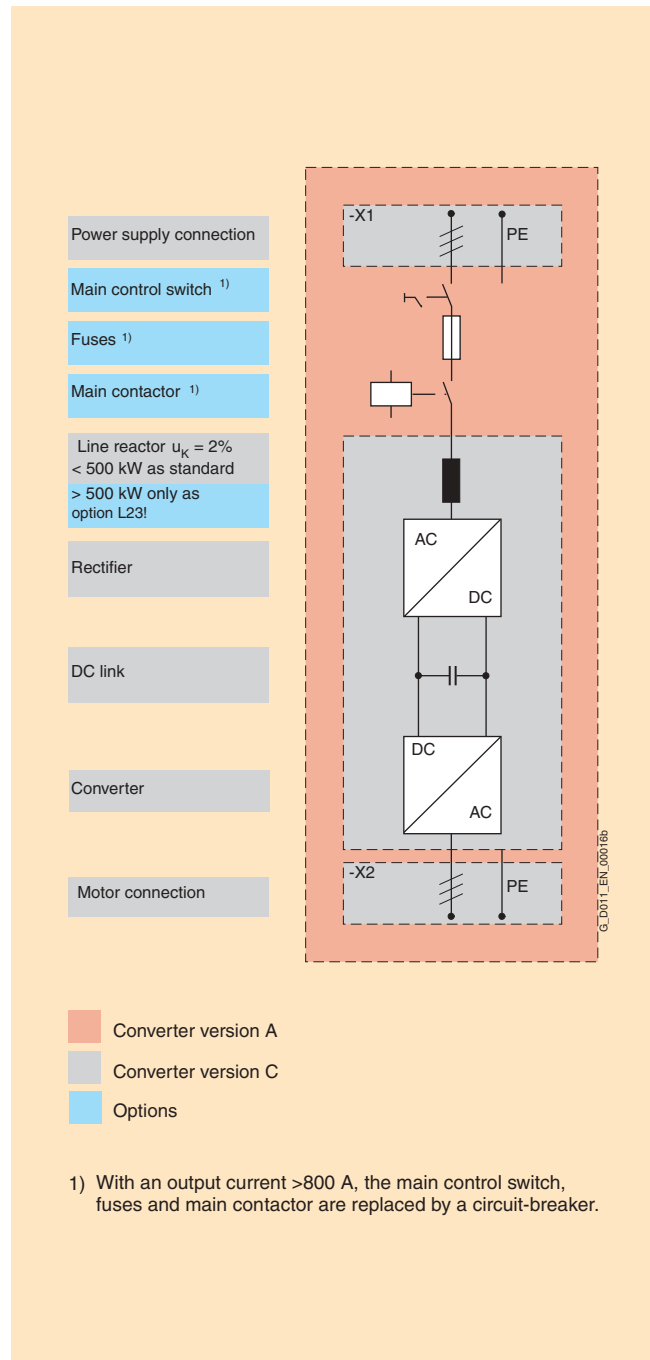 -X1
Power supply connection
PE
Main control switch 1)
Fuses 1)
Main contactor 1)
Line reactor uK = 2%
< 500 kW as standard
> 500 kW only as
option L23!
AC
DC
Rectifier
DC link
DC
AC
Converter
-X2
Motor connection
PE
G_D011_EN_00016b
Converter version A
Converter version C
Options
1) With an output current >800 A, the main control switch,
fuses and main contactor are replaced by a circuit-breaker.